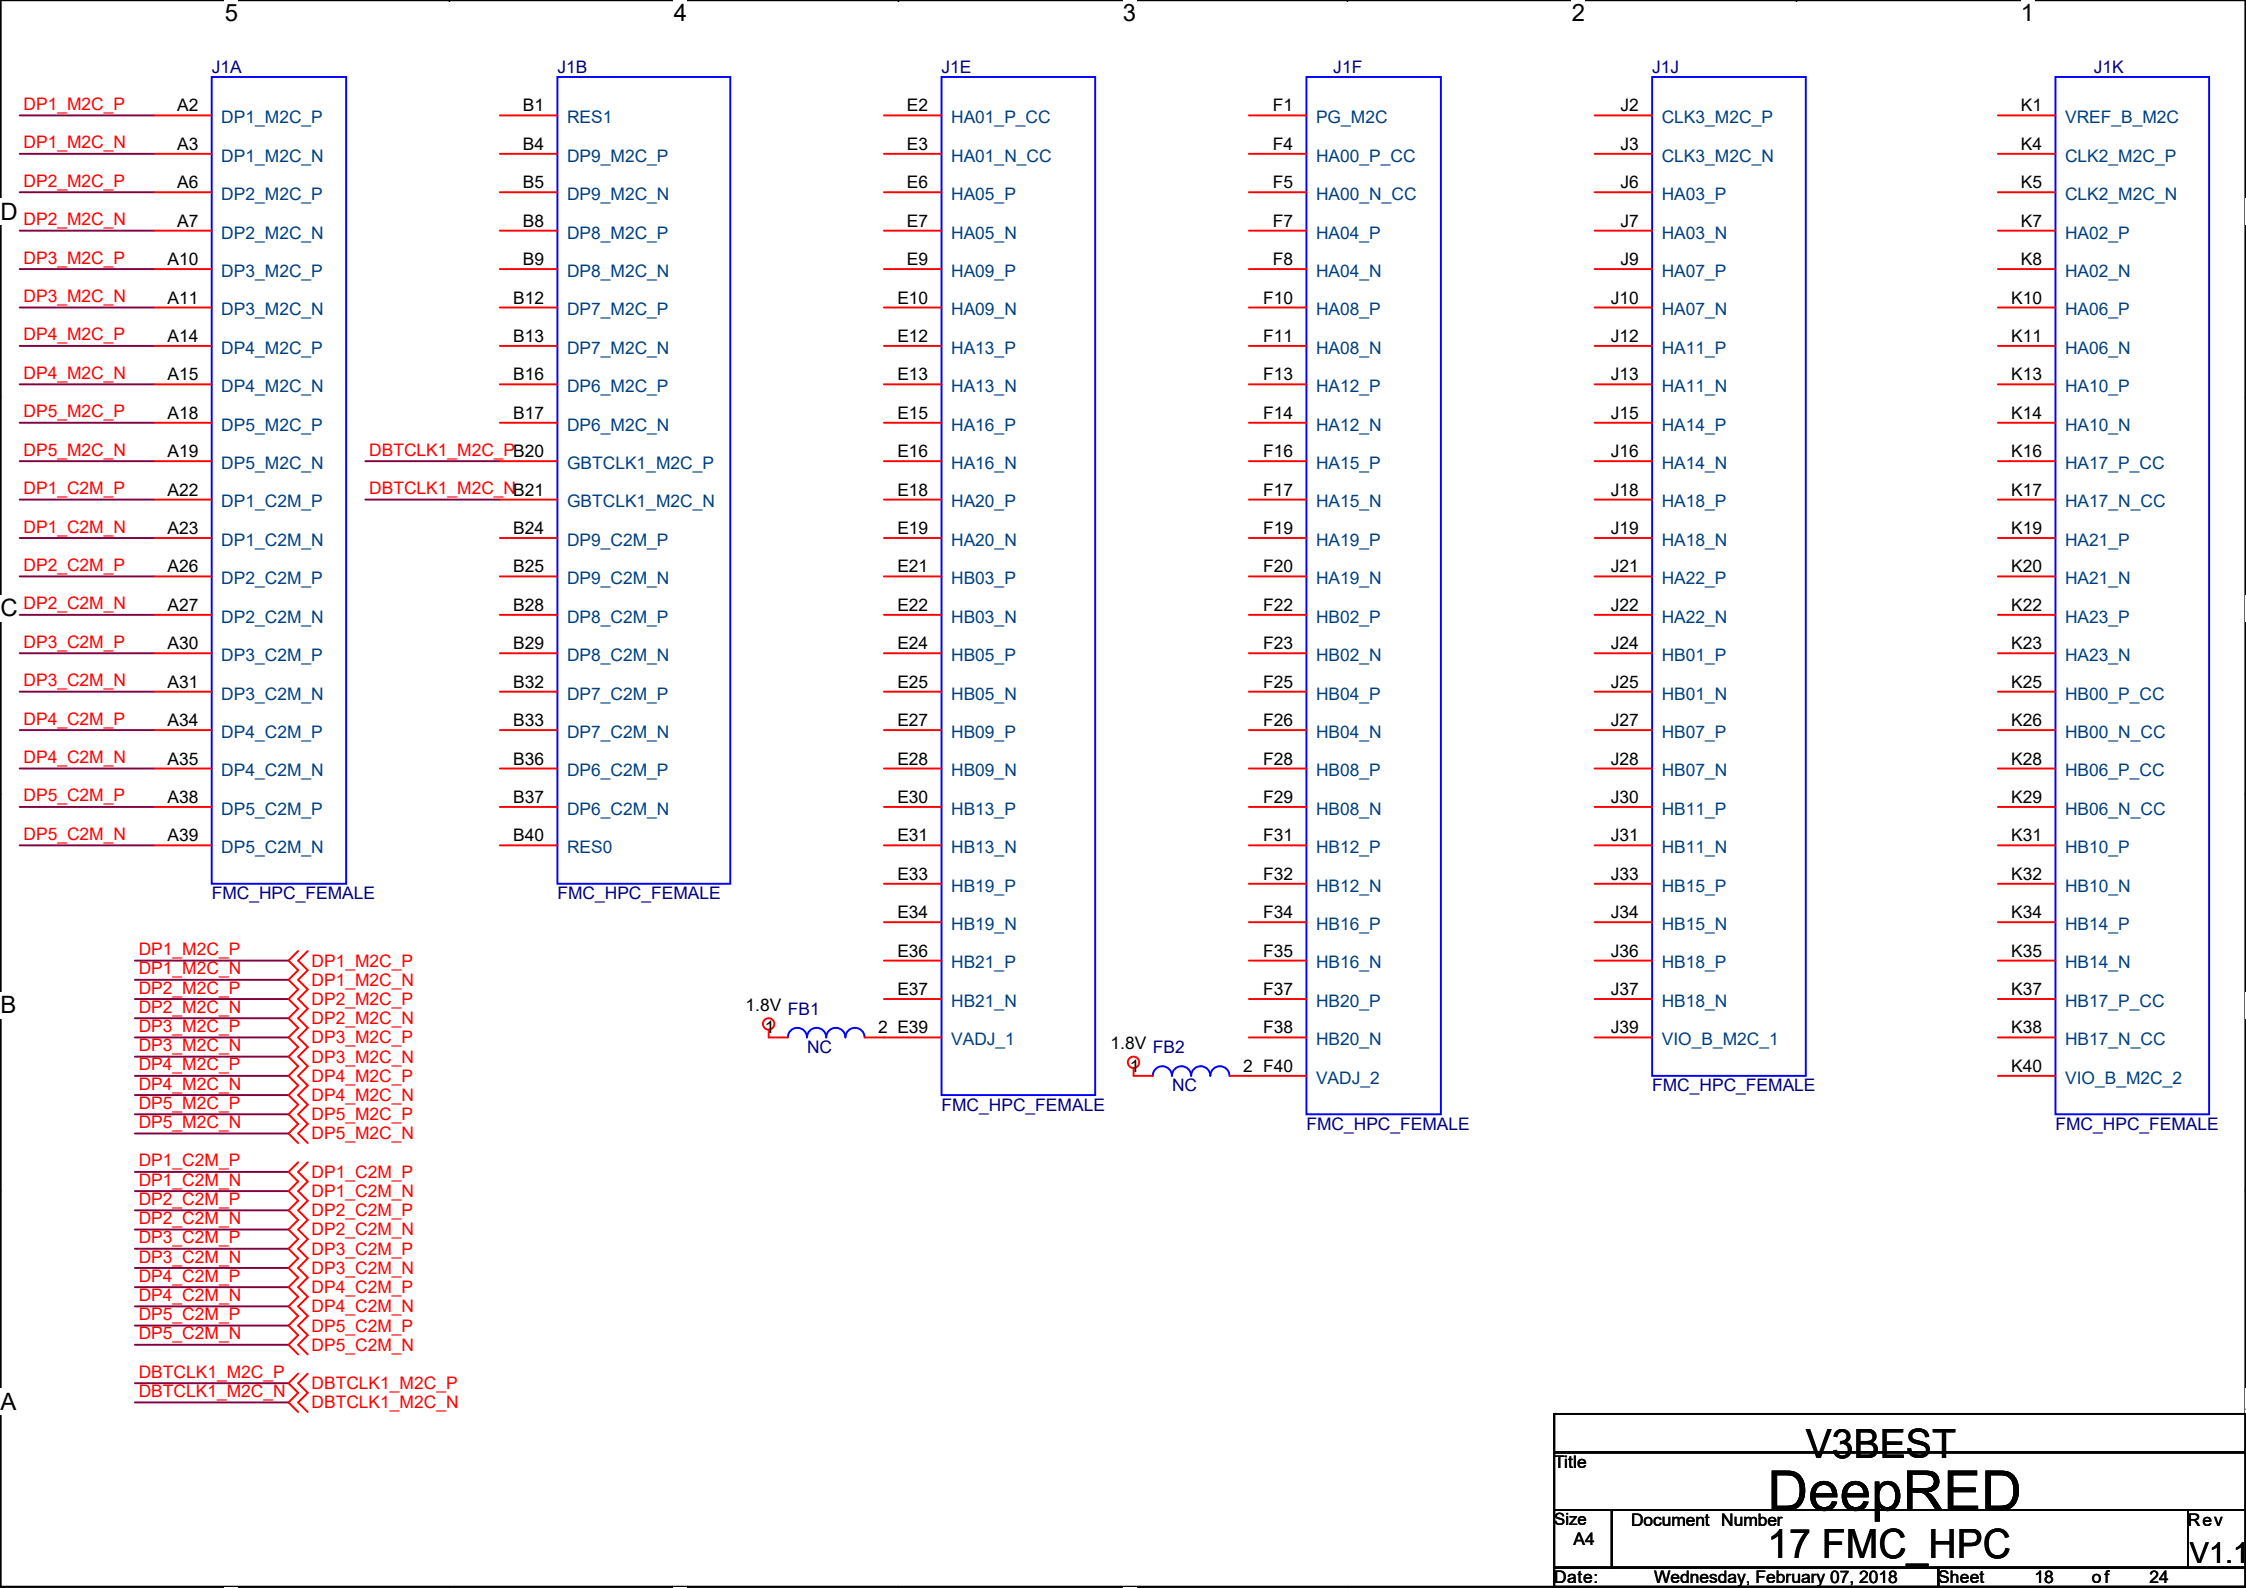 5 4 3 2 1
D
C
B
A
J1A
DP1_M2C_P A2 DP1_M2C_P
DP1_M2C_N A3 DP1_M2C_N
DP2_M2C_P A6 DP2_M2C_P
DP2_M2C_N A7 DP2_M2C_N
DP3_M2C_P A10 DP3_M2C_P
DP3_M2C_N A11 DP3_M2C_N
DP4_M2C_P A14 DP4_M2C_P
DP4_M2C_N A15 DP4_M2C_N
DP5_M2C_P A18 DP5_M2C_P
DP5_M2C_N A19 DP5_M2C_N
DP1_C2M_P A22 DP1_C2M_P
DP1_C2M_N A23 DP1_C2M_N
DP2_C2M_P A26 DP2_C2M_P
DP2_C2M_N A27 DP2_C2M_N
DP3_C2M_P A30 DP3_C2M_P
DP3_C2M_N A31 DP3_C2M_N
DP4_C2M_P A34 DP4_C2M_P
DP4_C2M_N A35 DP4_C2M_N
DP5_C2M_P A38 DP5_C2M_P
DP5_C2M_N A39 DP5_C2M_N
FMC_HPC_FEMALE
J1B
B1 RES1
B4 DP9_M2C_P
B5 DP9_M2C_N
B8 DP8_M2C_P
B9 DP8_M2C_N
B12 DP7_M2C_P
B13 DP7_M2C_N
B16 DP6_M2C_P
B17 DP6_M2C_N
DBTCLK1_M2C_P B20 GBTCLK1_M2C_P
DBTCLK1_M2C_N B21 GBTCLK1_M2C_N
B24 DP9_C2M_P
B25 DP9_C2M_N
B28 DP8_C2M_P
B29 DP8_C2M_N
B32 DP7_C2M_P
B33 DP7_C2M_N
B36 DP6_C2M_P
B37 DP6_C2M_N
B40 RES0
FMC_HPC_FEMALE
J1E
E2 HA01_P_CC
E3 HA01_N_CC
E6 HA05_P
E7 HA05_N
E9 HA09_P
E10 HA09_N
E12 HA13_P
E13 HA13_N
E15 HA16_P
E16 HA16_N
E18 HA20_P
E19 HA20_N
E21 HB03_P
E22 HB03_N
E24 HB05_P
E25 HB05_N
E27 HB09_P
E28 HB09_N
E30 HB13_P
E31 HB13_N
E33 HB19_P
E34 HB19_N
E36 HB21_P
E37 HB21_N
1.8V FB1
1 NC 2 E39 VADJ_1
FMC_HPC_FEMALE
J1F
F1 PG_M2C
F4 HA00_P_CC
F5 HA00_N_CC
F7 HA04_P
F8 HA04_N
F10 HA08_P
F11 HA08_N
F13 HA12_P
F14 HA12_N
F16 HA15_P
F17 HA15_N
F19 HA19_P
F20 HA19_N
F22 HB02_P
F23 HB02_N
F25 HB04_P
F26 HB04_N
F28 HB08_P
F29 HB08_N
F31 HB12_P
F32 HB12_N
F34 HB16_P
F35 HB16_N
F37 HB20_P
F38 HB20_N
1.8V FB2
1 NC 2 F40 VADJ_2
FMC_HPC_FEMALE
J1J
J2 CLK3_M2C_P
J3 CLK3_M2C_N
J6 HA03_P
J7 HA03_N
J9 HA07_P
J10 HA07_N
J12 HA11_P
J13 HA11_N
J15 HA14_P
J16 HA14_N
J18 HA18_P
J19 HA18_N
J21 HA22_P
J22 HA22_N
J24 HB01_P
J25 HB01_N
J27 HB07_P
J28 HB07_N
J30 HB11_P
J31 HB11_N
J33 HB15_P
J34 HB15_N
J36 HB18_P
J37 HB18_N
J39 VIO_B_M2C_1
FMC_HPC_FEMALE
J1K
K1 VREF_B_M2C
K4 CLK2_M2C_P
K5 CLK2_M2C_N
K7 HA02_P
K8 HA02_N
K10 HA06_P
K11 HA06_N
K13 HA10_P
K14 HA10_N
K16 HA17_P_CC
K17 HA17_N_CC
K19 HA21_P
K20 HA21_N
K22 HA23_P
K23 HA23_N
K25 HB00_P_CC
K26 HB00_N_CC
K28 HB06_P_CC
K29 HB06_N_CC
K31 HB10_P
K32 HB10_N
K34 HB14_P
K35 HB14_N
K37 HB17_P_CC
K38 HB17_N_CC
K40 VIO_B_M2C_2
FMC_HPC_FEMALE
DP1_M2C_P DP1_M2C_P
DP1_M2C_N DP1_M2C_N
DP2_M2C_P DP2_M2C_P
DP2_M2C_N DP2_M2C_N
DP3_M2C_P DP3_M2C_P
DP3_M2C_N DP3_M2C_N
DP4_M2C_P DP4_M2C_P
DP4_M2C_N DP4_M2C_N
DP5_M2C_P DP5_M2C_P
DP5_M2C_N DP5_M2C_N
DP1_C2M_P DP1_C2M_P
DP1_C2M_N DP1_C2M_N
DP2_C2M_P DP2_C2M_P
DP2_C2M_N DP2_C2M_N
DP3_C2M_P DP3_C2M_P
DP3_C2M_N DP3_C2M_N
DP4_C2M_P DP4_C2M_P
DP4_C2M_N DP4_C2M_N
DP5_C2M_P DP5_C2M_P
DP5_C2M_N DP5_C2M_N
DBTCLK1_M2C_P DBTCLK1_M2C_P
DBTCLK1_M2C_N DBTCLK1_M2C_N
V3BEST
Title
DeepRED
Size Document Number Rev
A4 17 FMC_HPC V1.1
Date: Wednesday, February 07, 2018 Sheet 18 of 24